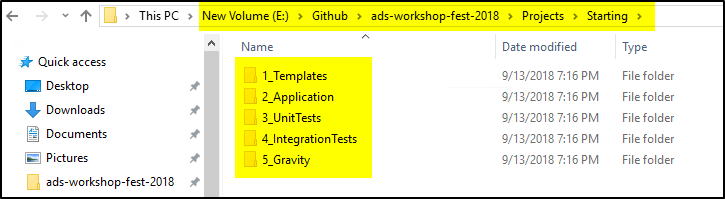 This PC > New Volume (E:) > Github > ads-workshop-fest-2018 > Projects > Starting >
Name Date modified Type
Quick access
Desktop
Downloads
Documents
Pictures
ads-workshop-fest-2018
1_Templates 9/13/2018 7:16 PM File folder
2_Application 9/13/2018 7:16 PM File folder
3_UnitTests 9/13/2018 7:16 PM File folder
4_IntegrationTests 9/13/2018 7:16 PM File folder
5_Gravity 9/13/2018 7:16 PM File folder